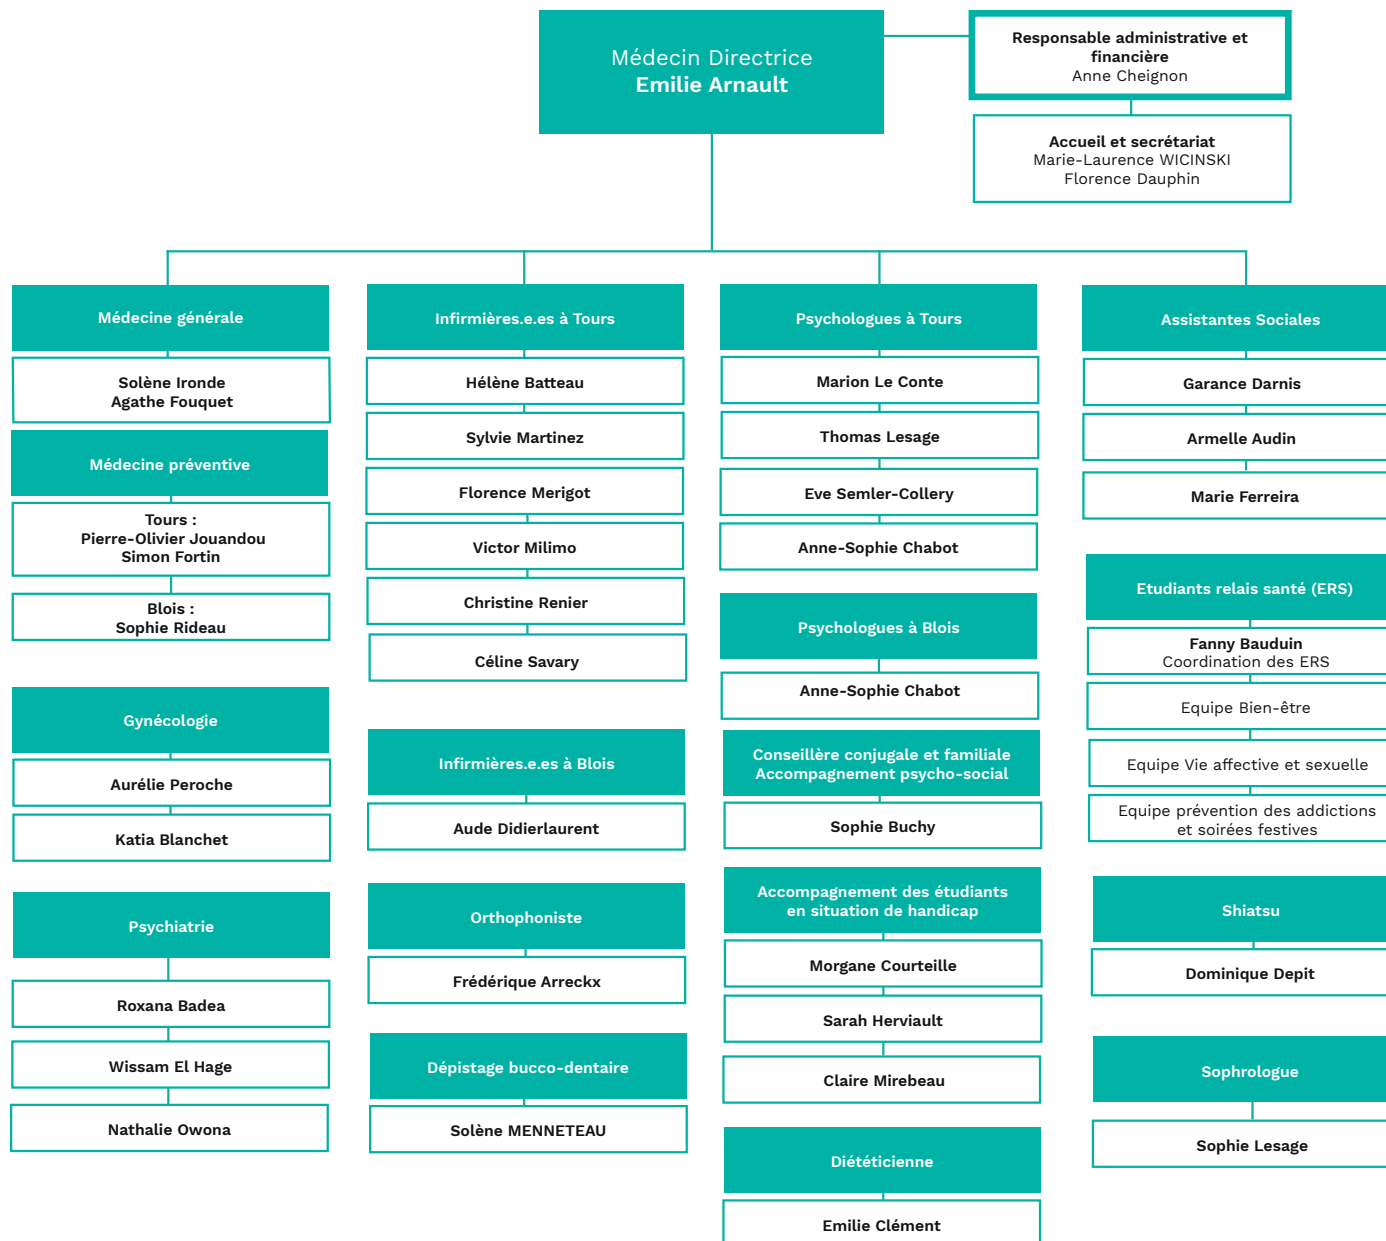 Médecin Directrice
Emilie Arnault
Responsable administrative et
financière
Anne Cheignon
Accueil et secrétariat
Marie-Laurence WICINSKI
Florence Dauphin
Médecine générale
Solène Ironde
Agathe Fouquet
Médecine préventive
Tours :
Pierre-Olivier Jouandou
Simon Fortin
Blois :
Sophie Rideau
Gynécologie
Aurélie Peroche
Katia Blanchet
Psychiatrie
Roxana Badea
Wissam El Hage
Nathalie Owona
Infirmières.e.es à Tours
Hélène Batteau
Sylvie Martinez
Florence Merigot
Victor Milimo
Christine Renier
Céline Savary
Infirmières.e.es à Blois
Aude Didierlaurent
Orthophoniste
Frédérique Arreckx
Dépistage bucco-dentaire
Solène MENNETEAU
Psychologues à Tours
Marion Le Conte
Thomas Lesage
Eve Semler-Collery
Anne-Sophie Chabot
Psychologues à Blois
Anne-Sophie Chabot
Conseillère conjugale et familiale
Accompagnement psycho-social
Sophie Buchy
Accompagnement des étudiants
en situation de handicap
Morgane Courteille
Sarah Herviault
Claire Mirebeau
Diététicienne
Emilie Clément
Assistantes Sociales
Garance Darnis
Armelle Audin
Marie Ferreira
Etudiants relais santé (ERS)
Fanny Bauduin
Coordination des ERS
Equipe Bien-être
Equipe Vie affective et sexuelle
Equipe prévention des addictions
et soirées festives
Shiatsu
Dominique Depit
Sophrologue
Sophie Lesage